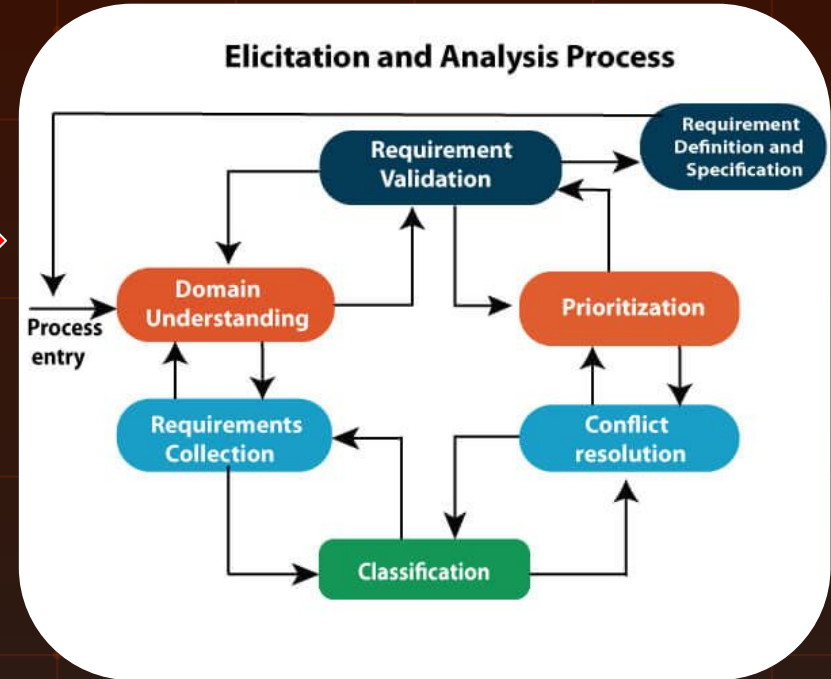 Elicitation and Analysis Process
Requirement
Definition and
Specification
Requirement
Validation
Domain
Understanding
Prioritization
Process
entry
Requirements
Collection
Conflict
resolution
Classification